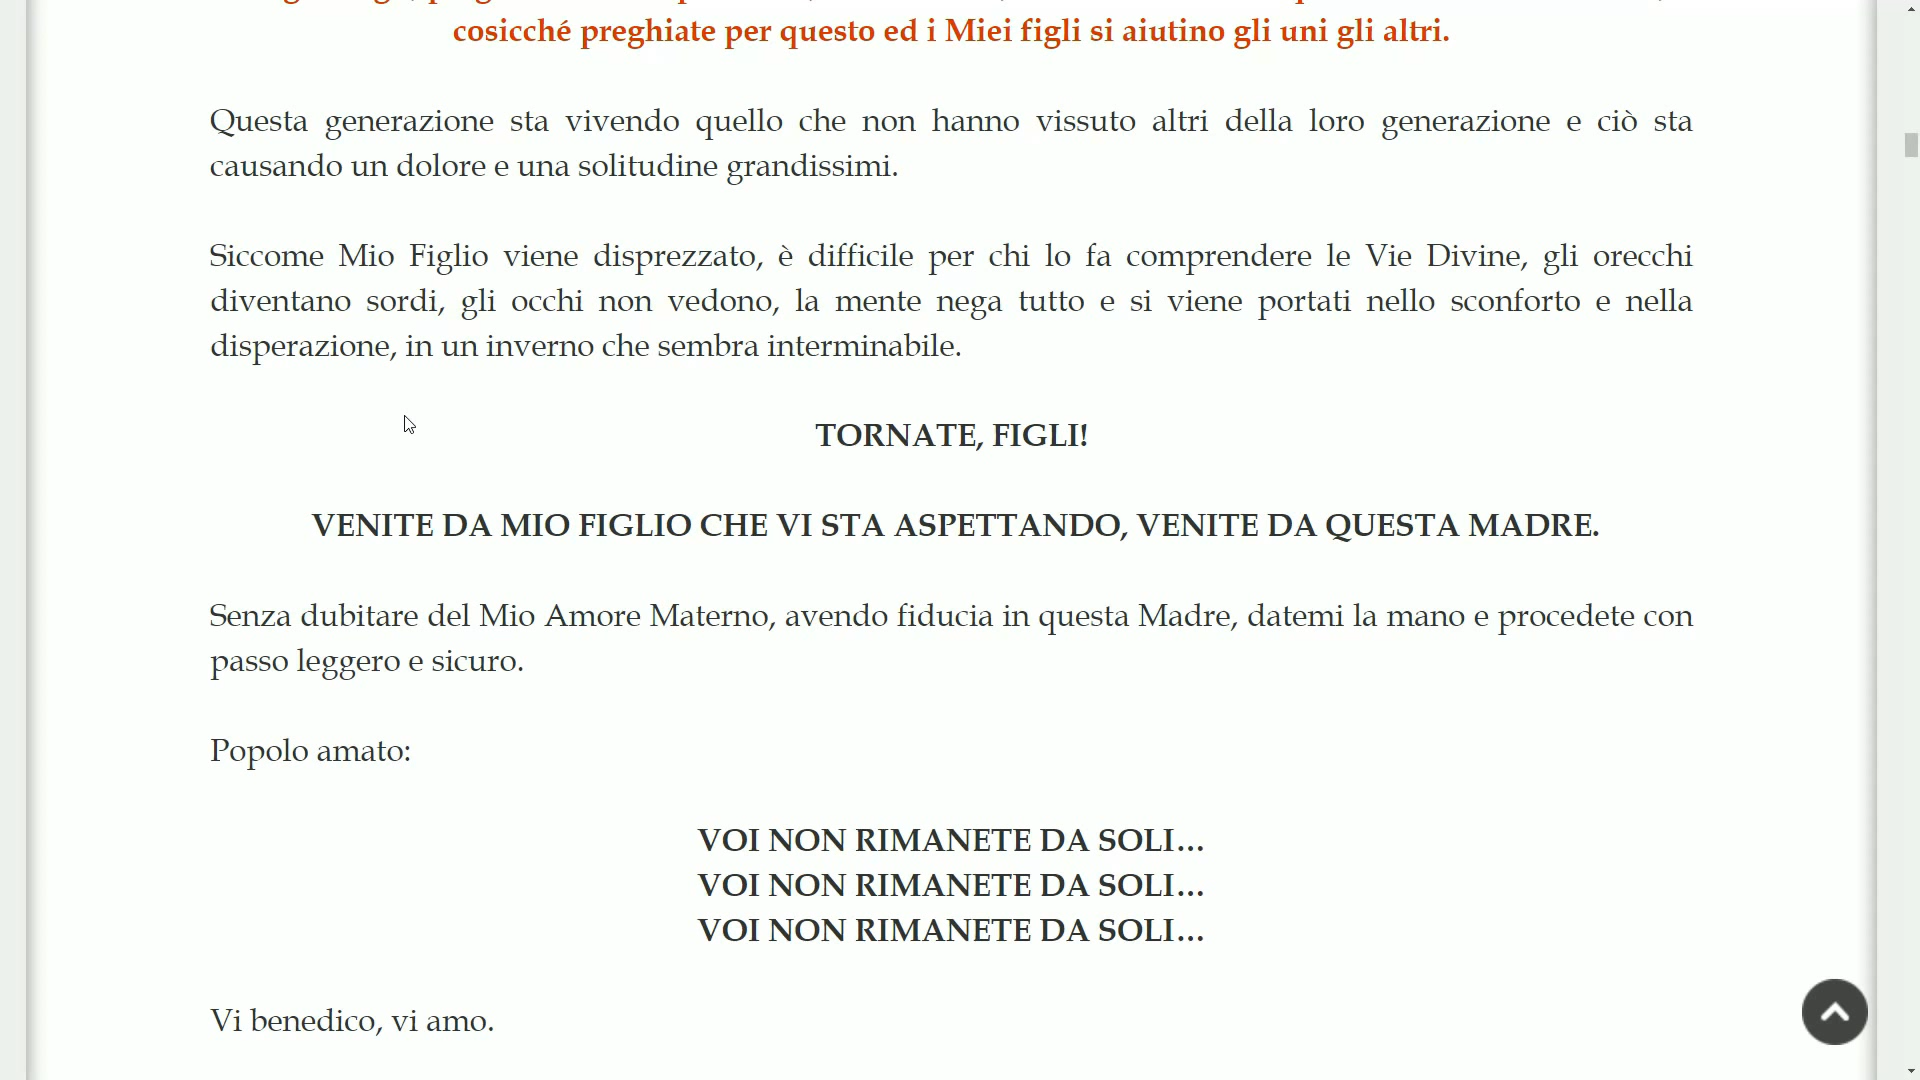 cosicché preghiate per questo ed i Miei figli si aiutino gli uni gli altri.
Questa generazione sta vivendo quello che non hanno vissuto altri della loro generazione e ciò sta
causando un dolore e una solitudine grandissimi.
Siccome Mio Figlio viene disprezzato, è difficile per chi lo fa comprendere le Vie Divine, gli orecchi
diventano sordi, gli occhi non vedono, la mente nega tutto e si viene portati nello sconforto e nella
disperazione, in un inverno che sembra interminabile.
TORNATE, FIGLI!
VENITE DA MIO FIGLIO CHE VI STA ASPETTANDO, VENITE DA QUESTA MADRE.
Senza dubitare del Mio Amore Materno, avendo fiducia in questa Madre, datemi la mano e procedete con
passo leggero e sicuro.
Popolo amato:
VOI NON RIMANETE DA SOLI…
VOI NON RIMANETE DA SOLI…
VOI NON RIMANETE DA SOLI…
Vi benedico, vi amo.